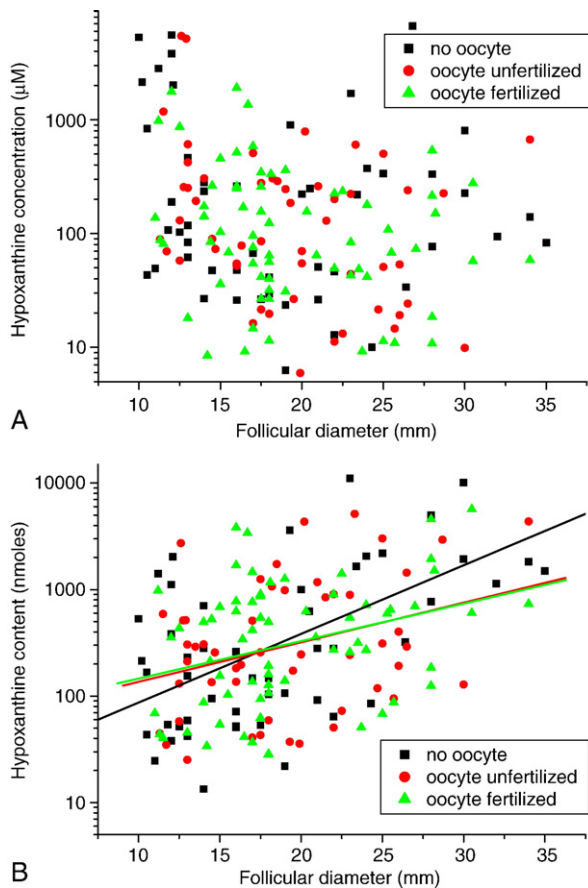 Hypoxanthine concentration (μM)
1000
100
10
no oocyte
oocyte unfertilized
oocyte fertilized
10 15 20 25 30 35
A
Follicular diameter (mm)
Hypoxanthine content (nmoles)
10000
1000
100
10
no oocyte
oocyte unfertilized
oocyte fertilized
10 15 20 25 30 35
B
Follicular diameter (mm)